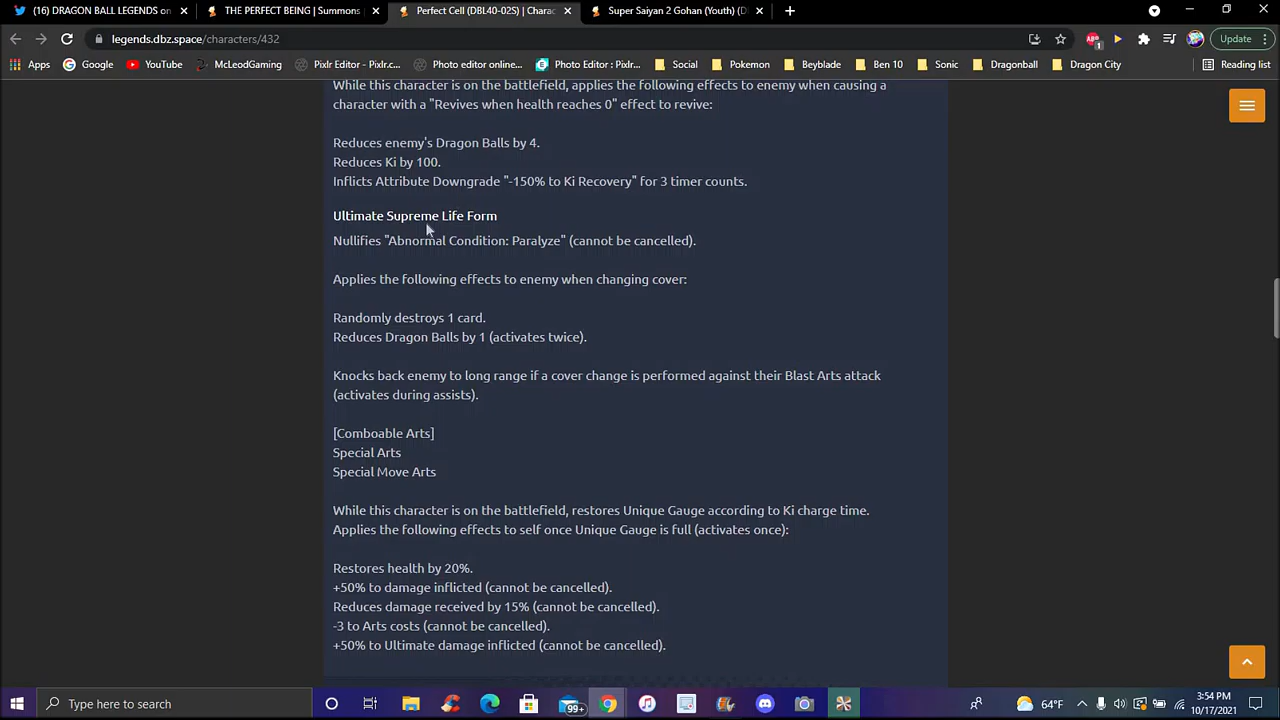 (16) DRAGON BALL LEGENDS on
THE PERFECT BEING | Summons
Perfect Cell (DBL40-02S) | Charac
Super Saiyan 2 Gohan (Youth) (D
legends.dbz.space/characters/432
1
Update
Apps
Google
YouTube
McLeodGaming
Pixlr Editor - Pixlr.c...
Photo editor online...
Photo Editor : Pixlr...
Social
Pokemon
Beyblade
Ben 10
Sonic
Dragonball
Dragon City
Reading list
While this character is on the battlefield, applies the following effects to enemy when causing a
character with a "Revives when health reaches 0" effect to revive:
Reduces enemy's Dragon Balls by 4.
Reduces Ki by 100.
Inflicts Attribute Downgrade "-150% to Ki Recovery" for 3 timer counts.
Ultimate Supreme Life Form
Nullifies "Abnormal Condition: Paralyze" (cannot be cancelled).
Applies the following effects to enemy when changing cover:
Randomly destroys 1 card.
Reduces Dragon Balls by 1 (activates twice).
Knocks back enemy to long range if a cover change is performed against their Blast Arts attack
(activates during assists).
[Comboable Arts]
Special Arts
Special Move Arts
While this character is on the battlefield, restores Unique Gauge according to Ki charge time.
Applies the following effects to self once Unique Gauge is full (activates once):
Restores health by 20%.
+50% to damage inflicted (cannot be cancelled).
Reduces damage received by 15% (cannot be cancelled).
-3 to Arts costs (cannot be cancelled).
+50% to Ultimate damage inflicted (cannot be cancelled).
Type here to search
99+
64°F
3:54 PM
10/17/2021